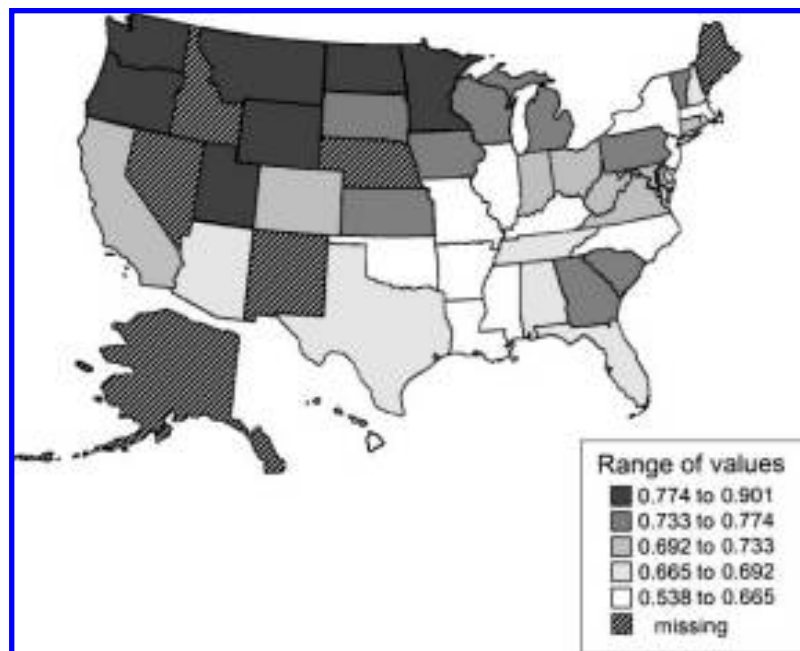 Range of values
0.774 to 0.901
0.733 to 0.774
0.692 to 0.733
0.665 to 0.692
0.538 to 0.665
missing